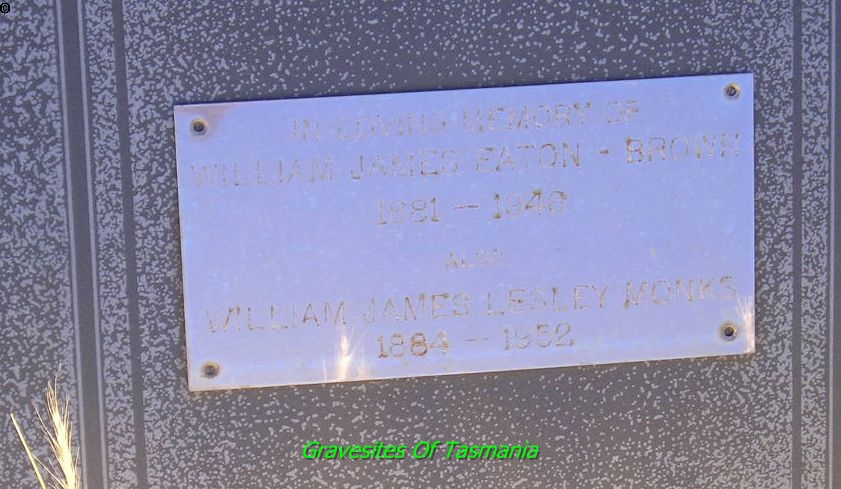 IN LOVING MEMORY OF
WILLIAM JAMES EATON - BROWN
1881 – 1946
ALSO
WILLIAM JAMES LESLEY MONKS
1884 – 1952
Gravesites Of Tasmania